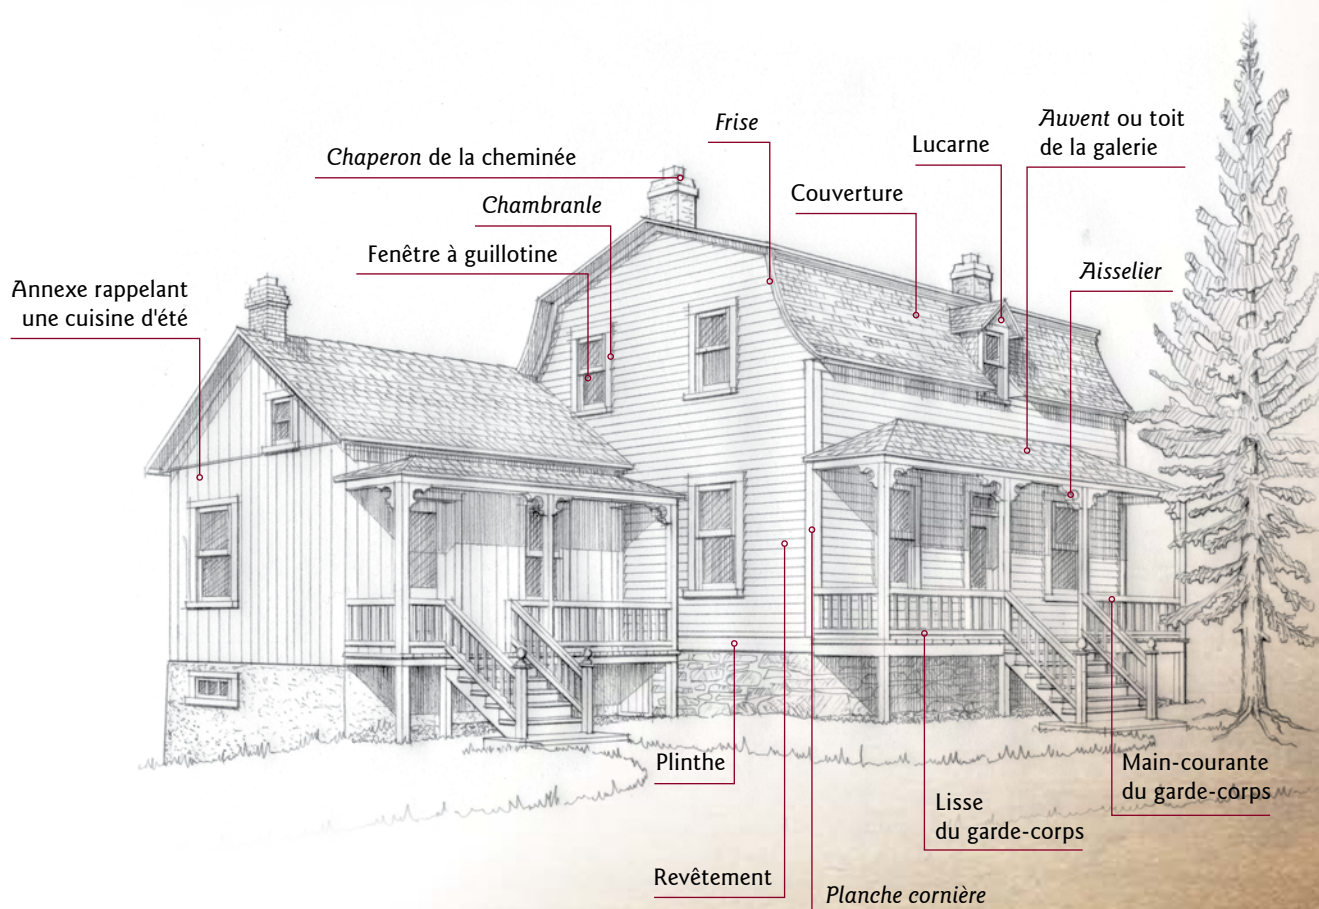 Frise
Auvent ou toit
de la galerie
Lucarne
Chaperon de la cheminée
Couverture
Chambranle
Fenêtre à guillotine
Aisselier
Annexe rappelant
une cuisine d'été
Plinthe
Main-courante
du garde-corps
Lisse
du garde-corps
Revêtement
Planche cornière